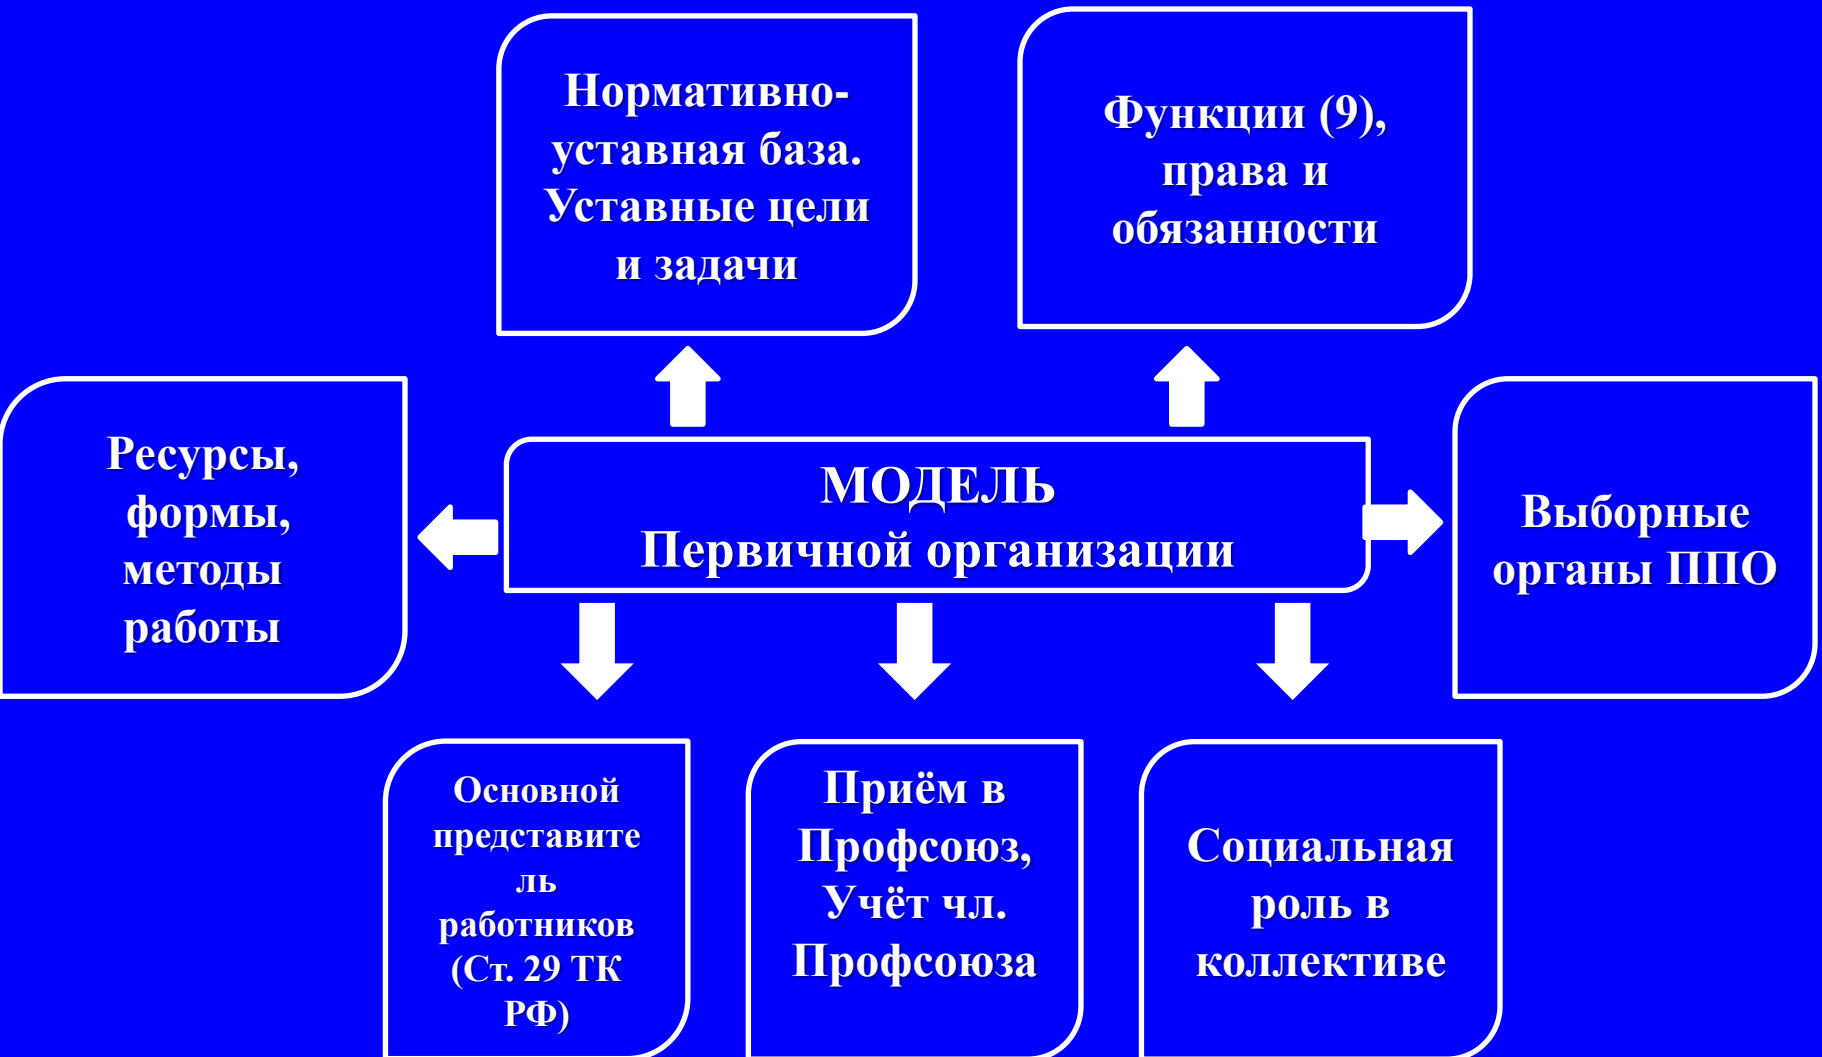 Нормативно-
уставная база.
Уставные цели
и задачи
Функции (9),
права и
обязанности
Ресурсы,
формы,
методы
работы
МОДЕЛЬ
Первичной организации
Выборные
органы ППО
Основной
представите
ль
работников
(Ст. 29 ТК
РФ)
Приём в
Профсоюз,
Учёт чл.
Профсоюза
Социальная
роль в
коллективе